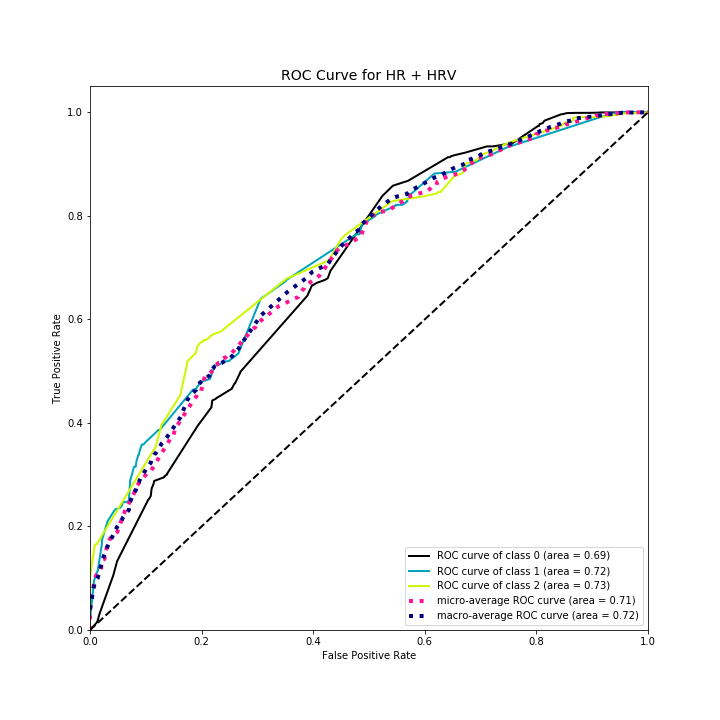 ROC Curve for HR + HRV
True Positive Rate
1.0
0.8
0.6
0.4
0.2
0.0
0.0 0.2 0.4 0.6 0.8 1.0
False Positive Rate
ROC curve of class 0 (area = 0.69)
ROC curve of class 1 (area = 0.72)
ROC curve of class 2 (area = 0.73)
micro-average ROC curve (area = 0.71)
macro-average ROC curve (area = 0.72)